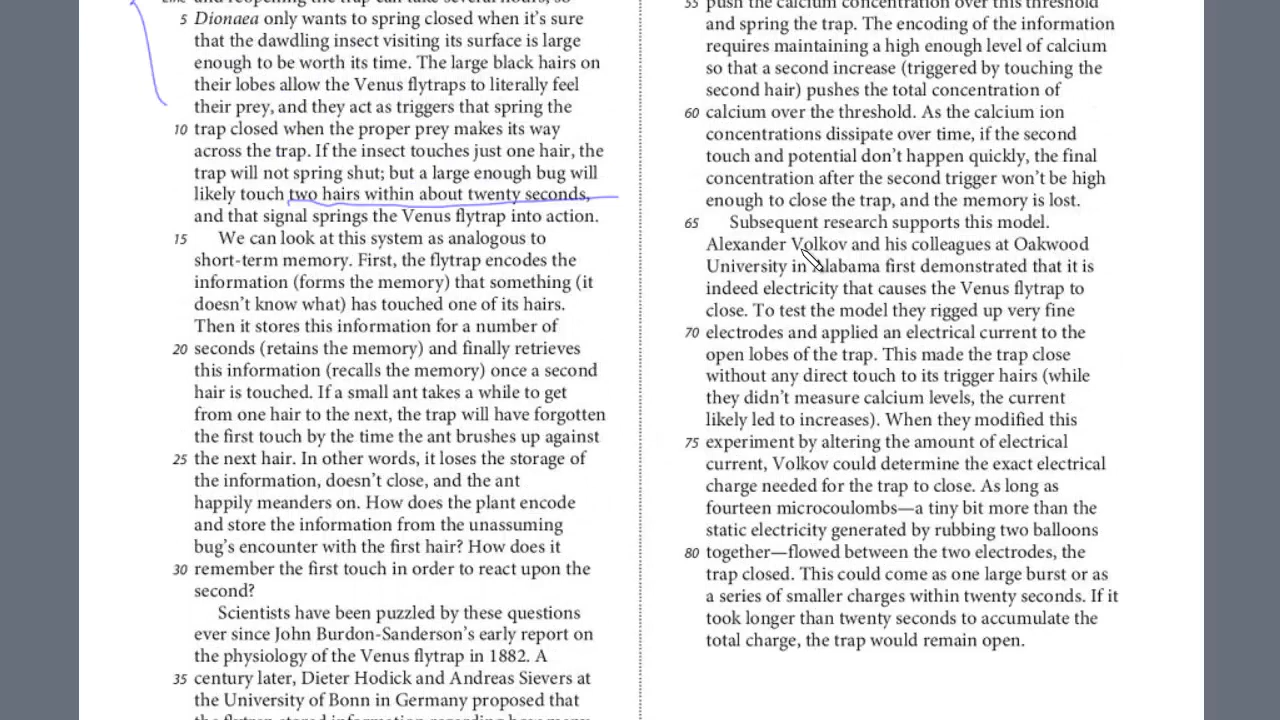 and reopening the trap can take several hours, so
5 Dionaea only wants to spring closed when it's sure
that the dawdling insect visiting its surface is large
enough to be worth its time. The large black hairs on
their lobes allow the Venus flytraps to literally feel
their prey, and they act as triggers that spring the
10 trap closed when the proper prey makes its way
across the trap. If the insect touches just one hair, the
trap will not spring shut; but a large enough bug will
likely touch two hairs within about twenty seconds,
and that signal springs the Venus flytrap into action.
15 We can look at this system as analogous to
short-term memory. First, the flytrap encodes the
information (forms the memory) that something (it
doesn't know what) has touched one of its hairs.
Then it stores this information for a number of
20 seconds (retains the memory) and finally retrieves
this information (recalls the memory) once a second
hair is touched. If a small ant takes a while to get
from one hair to the next, the trap will have forgotten
the first touch by the time the ant brushes up against
25 the next hair. In other words, it loses the storage of
the information, doesn't close, and the ant
happily meanders on. How does the plant encode
and store the information from the unassuming
bug's encounter with the first hair? How does it
30 remember the first touch in order to react upon the
second?
Scientists have been puzzled by these questions
ever since John Burdon-Sanderson's early report on
the physiology of the Venus flytrap in 1882. A
35 century later, Dieter Hodick and Andreas Sievers at
the University of Bonn in Germany proposed that
55 push the calcium concentration over this threshold
and spring the trap. The encoding of the information
requires maintaining a high enough level of calcium
so that a second increase (triggered by touching the
second hair) pushes the total concentration of
60 calcium over the threshold. As the calcium ion
concentrations dissipate over time, if the second
touch and potential don't happen quickly, the final
concentration after the second trigger won't be high
enough to close the trap, and the memory is lost.
65 Subsequent research supports this model.
Alexander Volkov and his colleagues at Oakwood
University in Alabama first demonstrated that it is
indeed electricity that causes the Venus flytrap to
close. To test the model they rigged up very fine
70 electrodes and applied an electrical current to the
open lobes of the trap. This made the trap close
without any direct touch to its trigger hairs (while
they didn't measure calcium levels, the current
likely led to increases). When they modified this
75 experiment by altering the amount of electrical
current, Volkov could determine the exact electrical
charge needed for the trap to close. As long as
fourteen microcoulombs—a tiny bit more than the
static electricity generated by rubbing two balloons
80 together—flowed between the two electrodes, the
trap closed. This could come as one large burst or as
a series of smaller charges within twenty seconds. If it
took longer than twenty seconds to accumulate the
total charge, the trap would remain open.